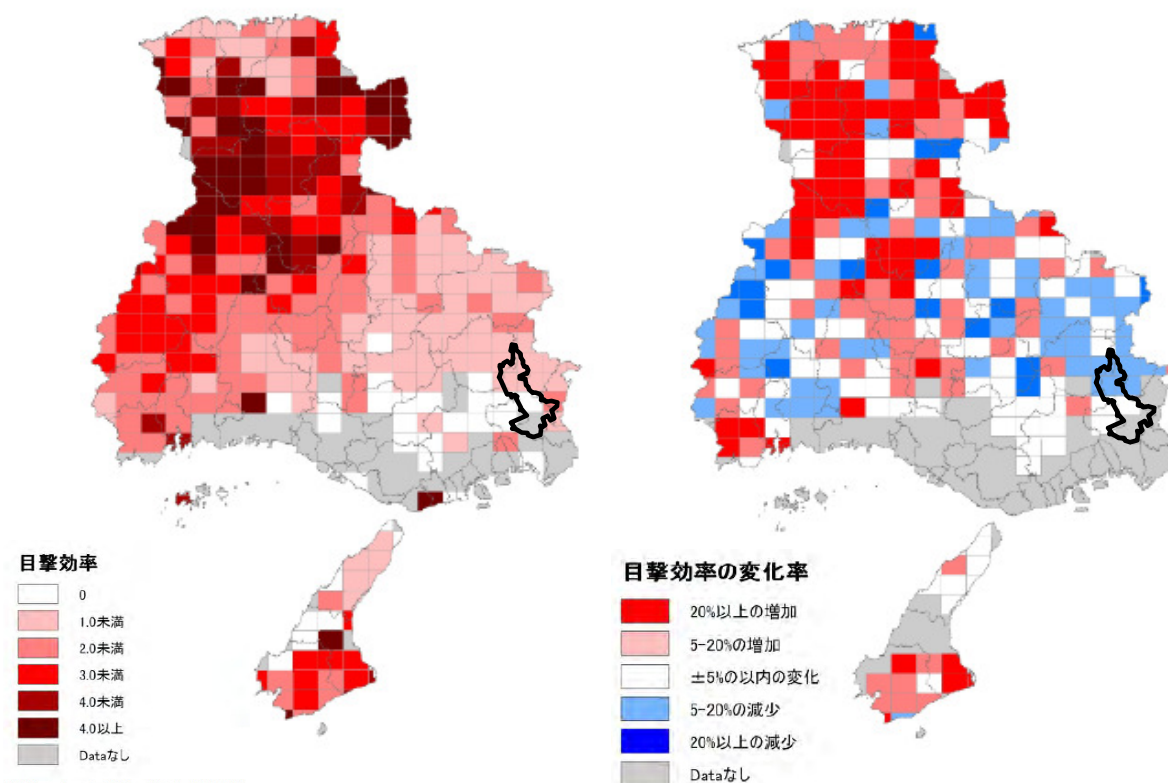 目撃効率
0
1.0未満
2.0未満
3.0未満
4.0未満
4.0以上
Dataなし
目撃効率の変化率
20%以上の増加
5-20%の増加
±5%の以内の変化
5-20%の減少
20%以上の減少
Dataなし